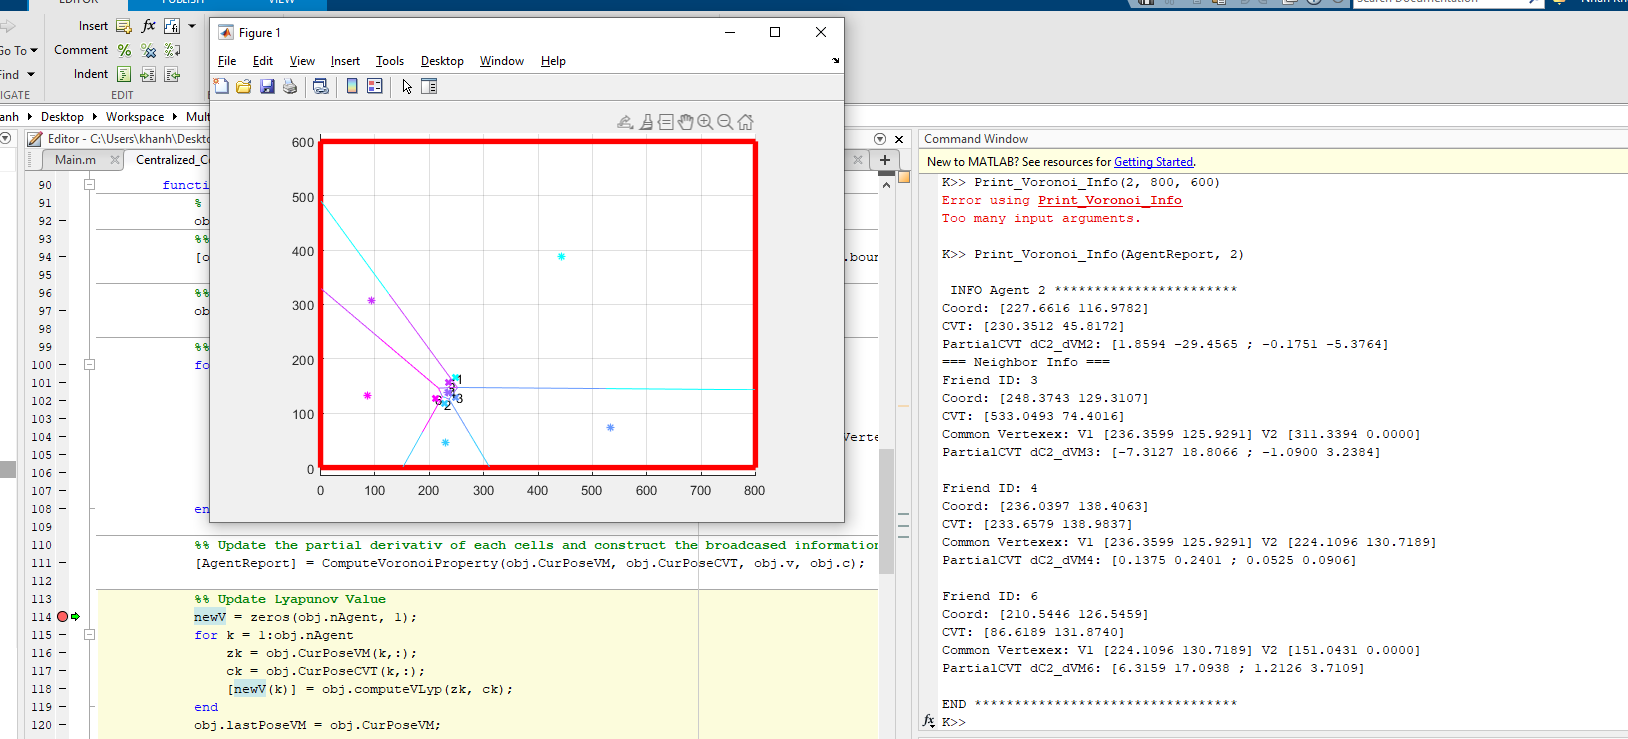 EDITOR PUBLISH VIEW
Search Documentation
Insert fx
Go To
Comment %
Find
Indent
EDIT
Figure 1
File Edit View Insert Tools Desktop Window Help
Desktop Workspace
Editor - C:\Users\khanh\Deskto
Main.m
600
500
400
300
200
100
0
0 100 200 300 400 500 600 700 800
1
2
3
90 functi
91 %
92 ob
93 %%
94 [o .boun
95
96 %%
97 ob
98
99 %%
100 fo
101
102
103
104 Verte
105
106
107
108 en
109
110 %% Update the partial derivativ of each cells and construct the broadcased information
111 [AgentReport] = ComputeVoronoiProperty(obj.CurPoseVM, obj.CurPoseCVT, obj.v, obj.c);
112
113 %% Update Lyapunov Value
114 newV = zeros(obj.nAgent, 1);
115 for k = 1:obj.nAgent
116 zk = obj.CurPoseVM(k,:);
117 ck = obj.CurPoseCVT(k,:);
118 [newV(k)] = obj.computeVLyp(zk, ck);
119 end
120 obj.lastPoseVM = obj.CurPoseVM;
Command Window
New to MATLAB? See resources for Getting Started.
K>> Print_Voronoi_Info(2, 800, 600)
Error using Print_Voronoi_Info
Too many input arguments.
K>> Print_Voronoi_Info(AgentReport, 2)
INFO Agent 2 ***********************
Coord: [227.6616 116.9782]
CVT: [230.3512 45.8172]
PartialCVT dC2_dVM2: [1.8594 -29.4565 ; -0.1751 -5.3764]
=== Neighbor Info ===
Friend ID: 3
Coord: [248.3743 129.3107]
CVT: [533.0493 74.4016]
Common Vertexex: V1 [236.3599 125.9291] V2 [311.3394 0.0000]
PartialCVT dC2_dVM3: [-7.3127 18.8066 ; -1.0900 3.2384]
Friend ID: 4
Coord: [236.0397 138.4063]
CVT: [233.6579 138.9837]
Common Vertexex: V1 [236.3599 125.9291] V2 [224.1096 130.7189]
PartialCVT dC2_dVM4: [0.1375 0.2401 ; 0.0525 0.0906]
Friend ID: 6
Coord: [210.5446 126.5459]
CVT: [86.6189 131.8740]
Common Vertexex: V1 [224.1096 130.7189] V2 [151.0431 0.0000]
PartialCVT dC2_dVM6: [6.3159 17.0938 ; 1.2126 3.7109]
END *********************************
fx K>>